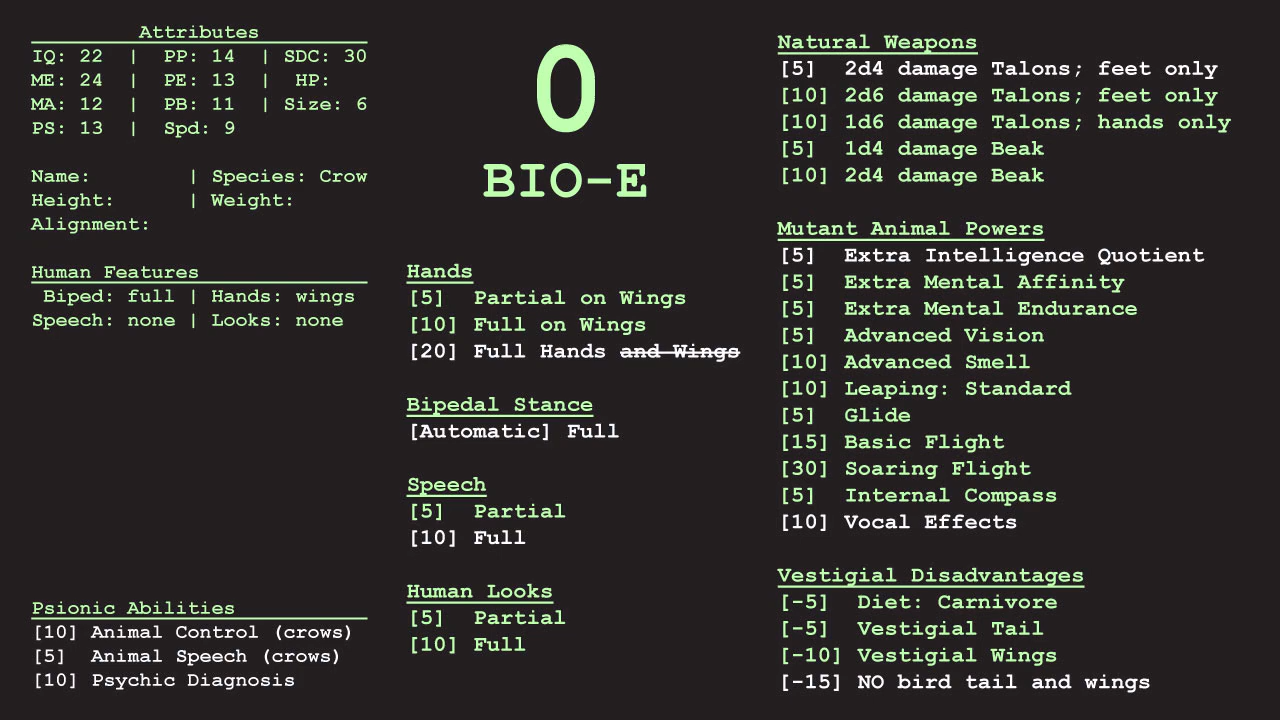 Attributes
IQ: 22 | PP: 14 | SDC: 30
ME: 24 | PE: 13 | HP:
MA: 12 | PB: 11 | Size: 6
PS: 13 | Spd: 9
Name: | Species: Crow
Height: | Weight:
Alignment:
Human Features
Biped: full | Hands: wings
Speech: none | Looks: none
Psionic Abilities
[10] Animal Control (crows)
[5] Animal Speech (crows)
[10] Psychic Diagnosis
0
BIO-E
Hands
[5] Partial on Wings
[10] Full on Wings
[20] Full Hands and Wings
Bipedal Stance
[Automatic] Full
Speech
[5] Partial
[10] Full
Human Looks
[5] Partial
[10] Full
Natural Weapons
[5] 2d4 damage Talons; feet only
[10] 2d6 damage Talons; feet only
[10] 1d6 damage Talons; hands only
[5] 1d4 damage Beak
[10] 2d4 damage Beak
Mutant Animal Powers
[5] Extra Intelligence Quotient
[5] Extra Mental Affinity
[5] Extra Mental Endurance
[5] Advanced Vision
[10] Advanced Smell
[10] Leaping: Standard
[5] Glide
[15] Basic Flight
[30] Soaring Flight
[5] Internal Compass
[10] Vocal Effects
Vestigial Disadvantages
[-5] Diet: Carnivore
[-5] Vestigial Tail
[-10] Vestigial Wings
[-15] NO bird tail and wings